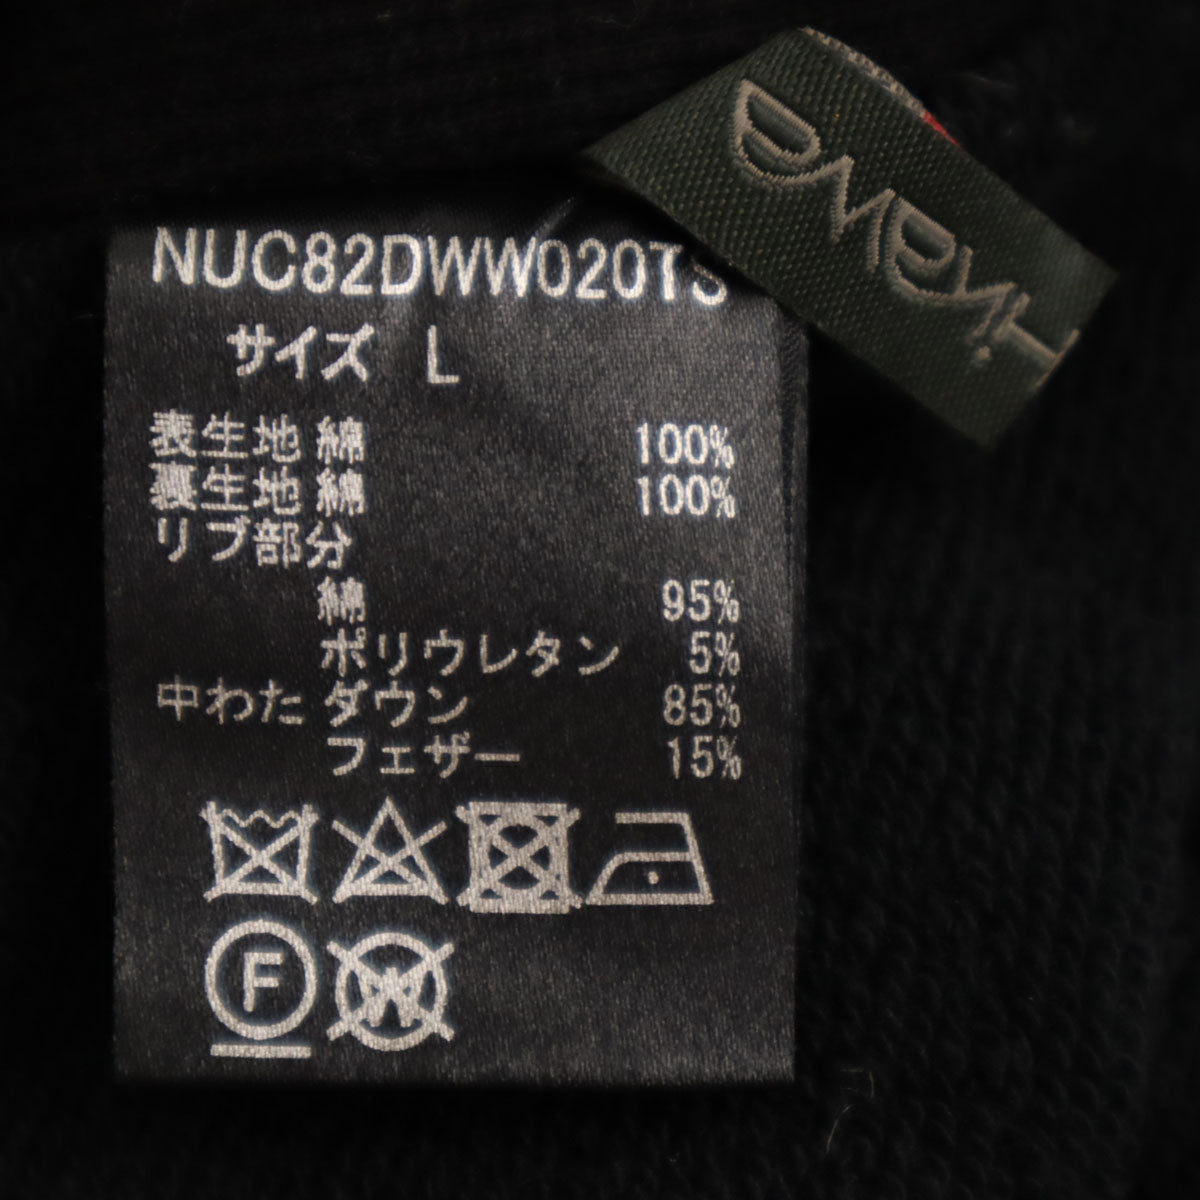 NUC82DWW020TS
サイズ L
表生地 綿 100%
裏生地 綿 100%
リブ部分
綿 95%
ポリウレタン 5%
中わた ダウン 85%
フェザー 15%
F
W